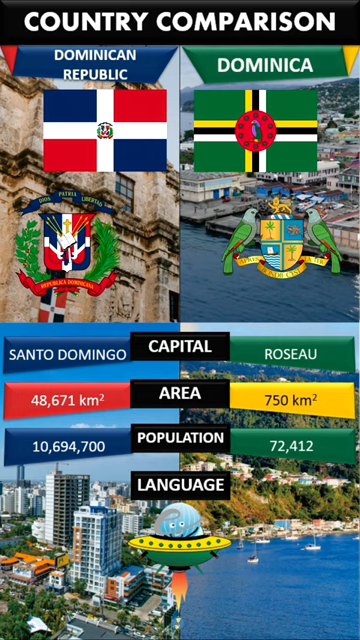 COUNTRY COMPARISON
DOMINICAN
REPUBLIC
DOMINICA
DIOS PATRIA LIBERTAD
REPUBLICA DOMINICANA
SANTO DOMINGO
CAPITAL
ROSEAU
48,671 km²
AREA
750 km²
10,694,700
POPULATION
72,412
LANGUAGE